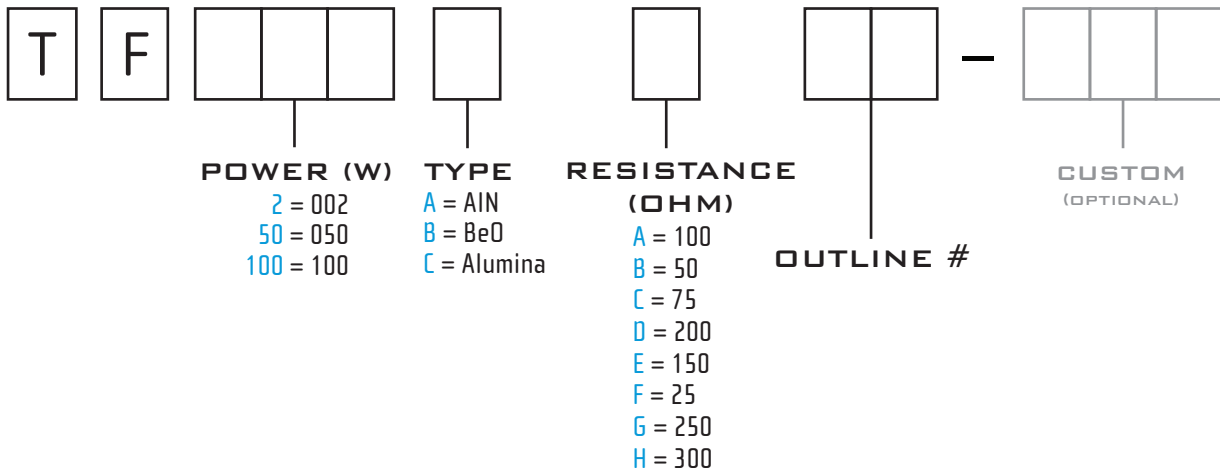 T F –
POWER (W)
2 = 002
50 = 050
100 = 100
TYPE
A = AlN
B = BeO
C = Alumina
RESISTANCE
(OHM)
A = 100
B = 50
C = 75
D = 200
E = 150
F = 25
G = 250
H = 300
OUTLINE #
CUSTOM
(OPTIONAL)